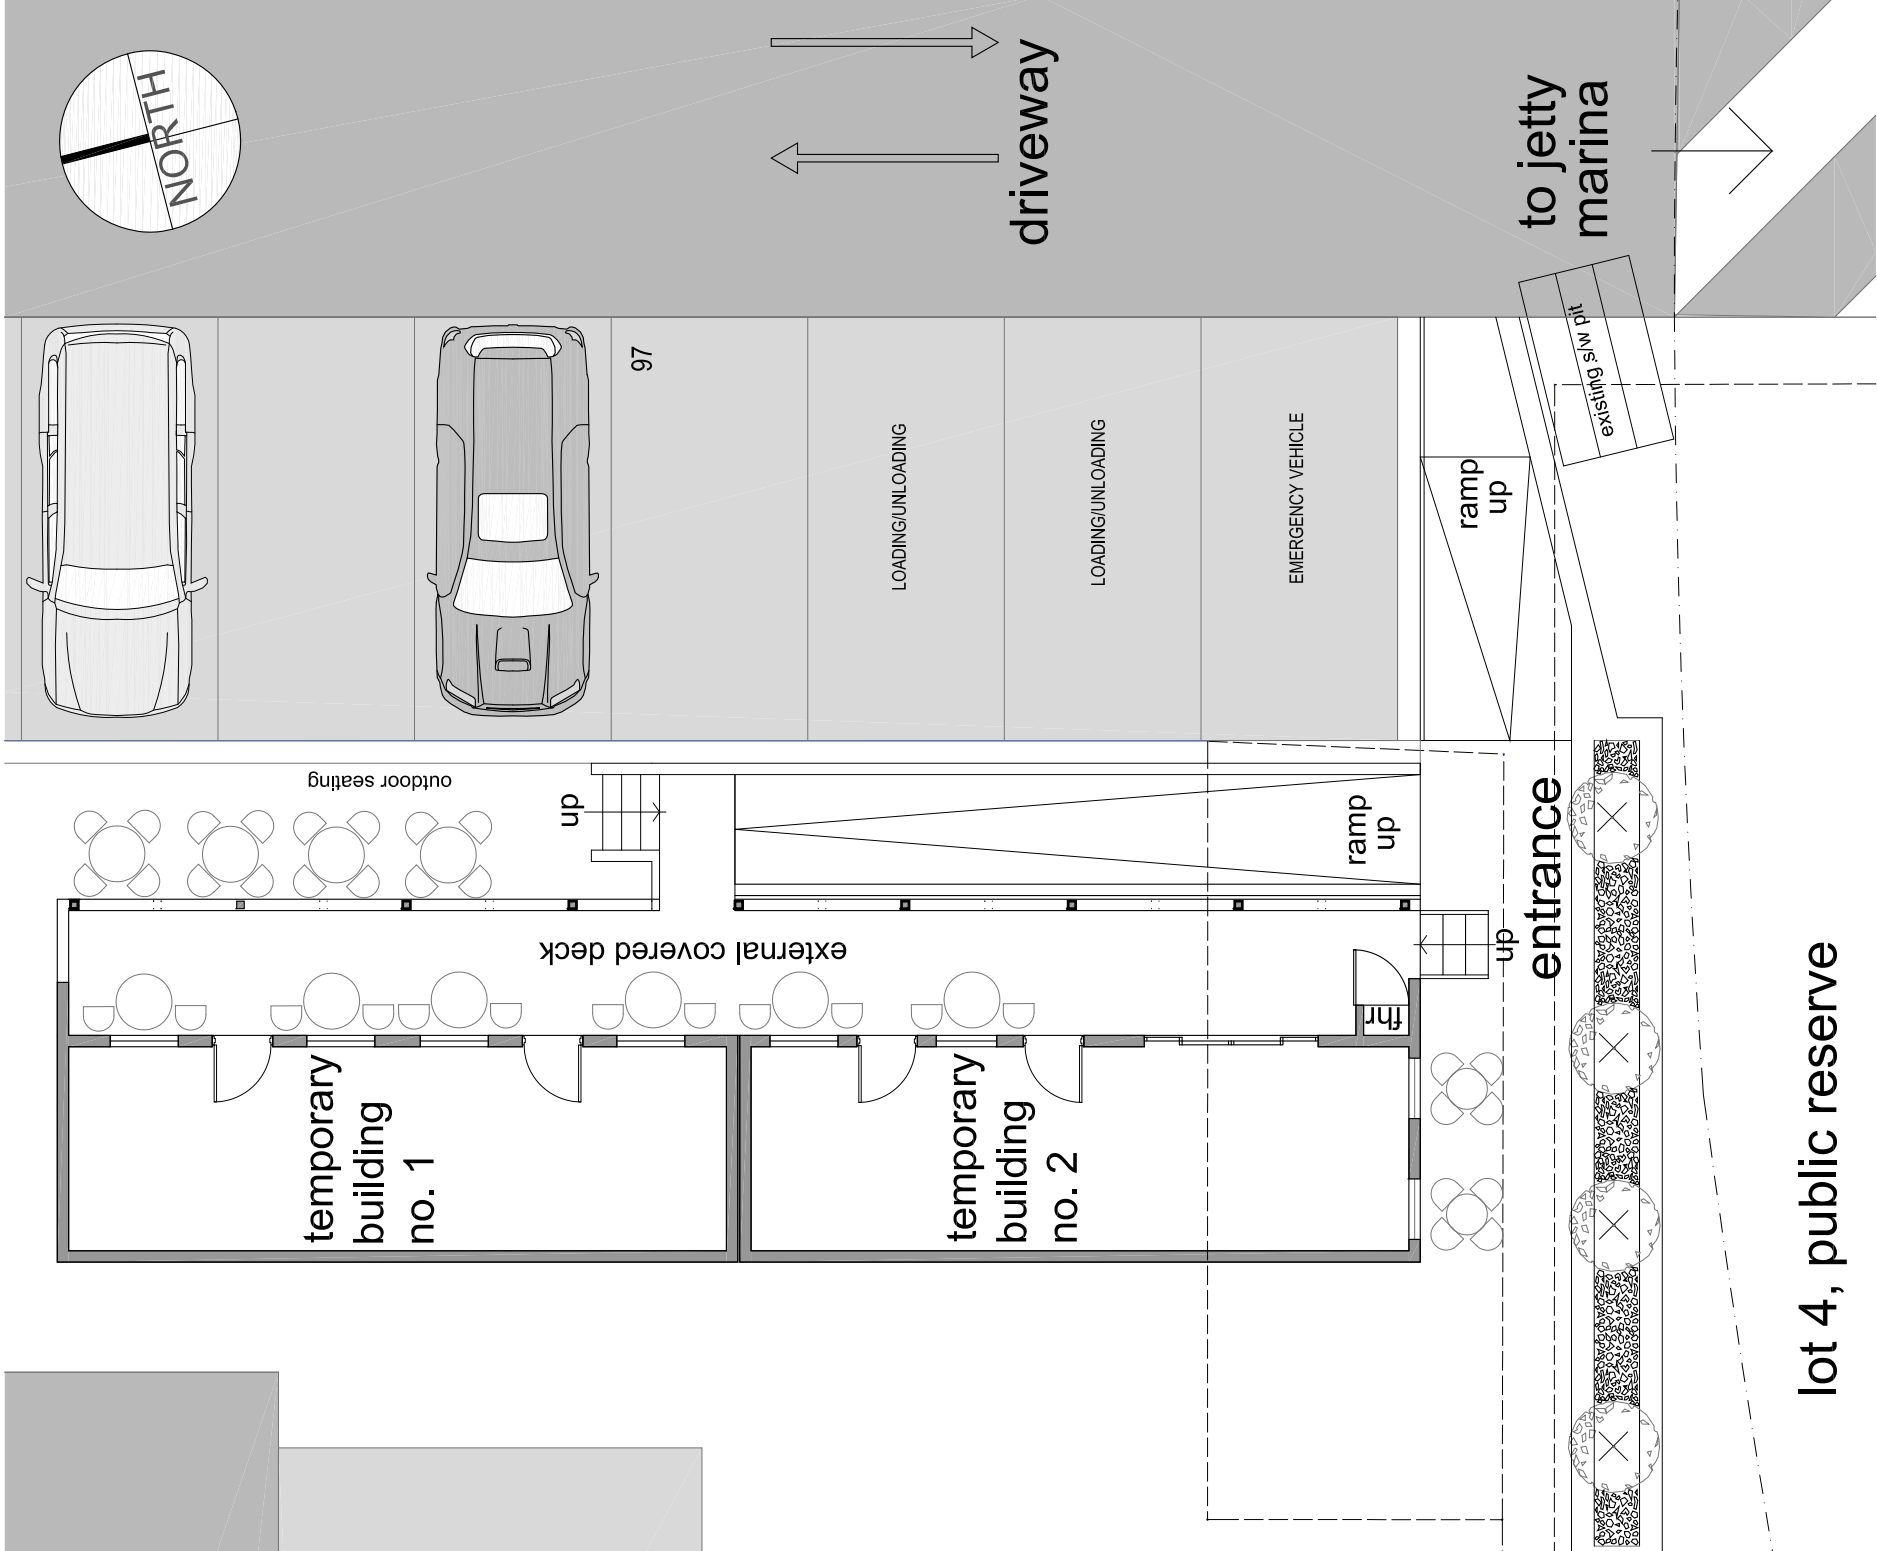 NORTH
driveway
to jetty
marina
existing s/w pit
97
LOADING/UNLOADING
LOADING/UNLOADING
EMERGENCY VEHICLE
ramp
up
outdoor seating
up
ramp
up
external covered deck
up
entrance
fhr
temporary
building
no. 1
temporary
building
no. 2
lot 4, public reserve